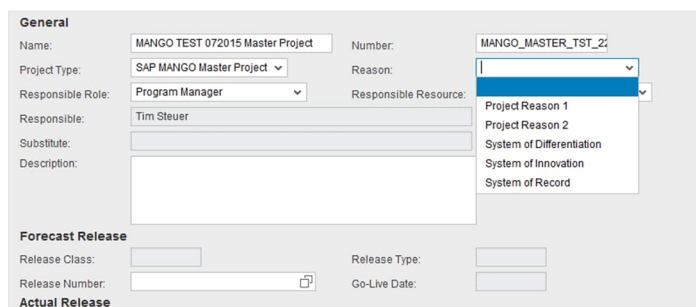 General
Name: MANGO TEST 072015 Master Project Number: MANGO_MASTER_TST_22
Project Type: SAP MANGO Master Project Reason:
Responsible Role: Program Manager Responsible Resource:
Project Reason 1
Responsible: Tim Steuer
Project Reason 2
Substitute:
System of Differentiation
Description:
System of Innovation
System of Record
Forecast Release
Release Class: Release Type:
Release Number: Go-Live Date:
Actual Release